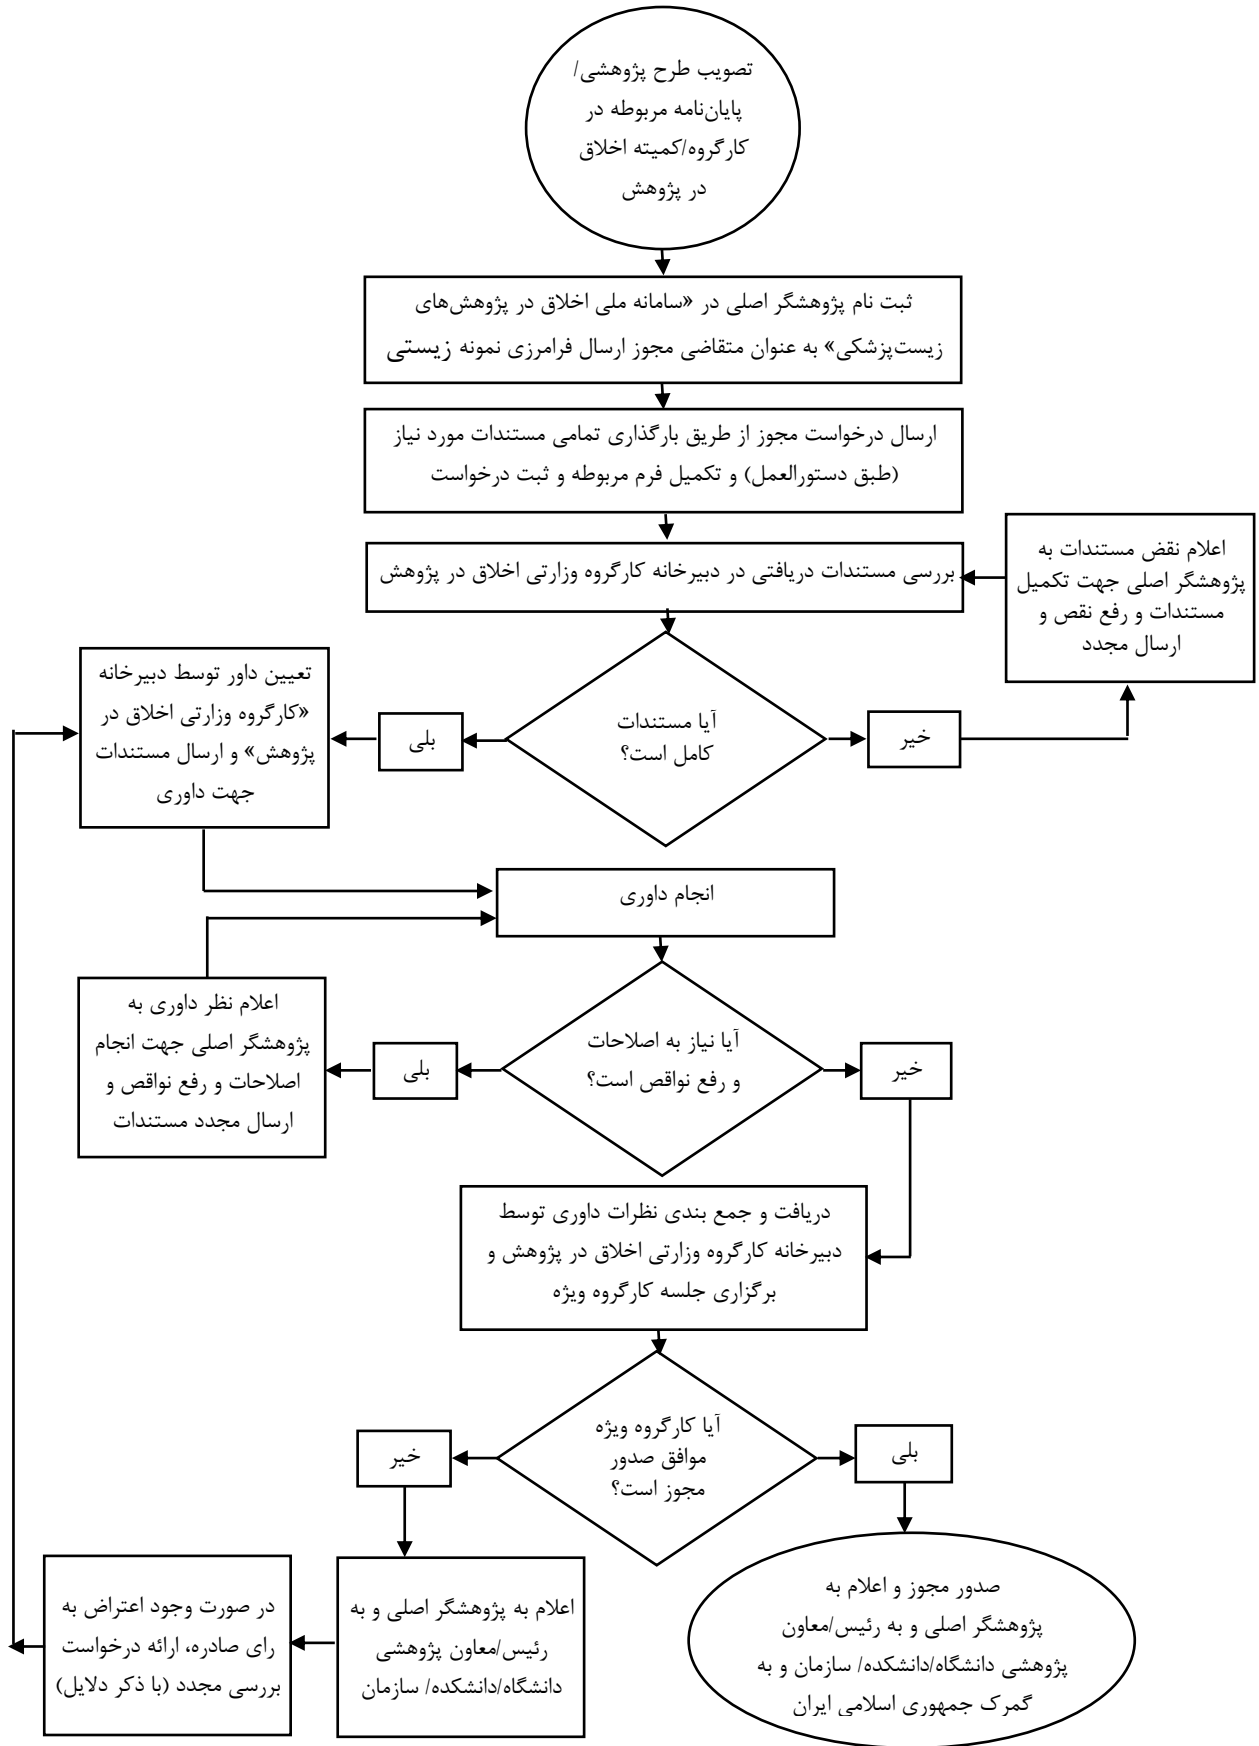 تصویب طرح پژوهشی/
پایان‌نامه مربوطه در
کارگروه/کمیته اخلاق
در پژوهش
ثبت نام پژوهشگر اصلی در «سامانه ملی اخلاق در پژوهش‌های
زیست‌پزشکی» به عنوان متقاضی مجوز ارسال فرامرزی نمونه زیستی
ارسال درخواست مجوز از طریق بارگذاری تمامی مستندات مورد نیاز
(طبق دستورالعمل) و تکمیل فرم مربوطه و ثبت درخواست
اعلام نقض مستندات به
پژوهشگر اصلی جهت تکمیل
مستندات و رفع نقص و
ارسال مجدد
بررسی مستندات دریافتی در دبیرخانه کارگروه وزارتی اخلاق در پژوهش
آیا مستندات
کامل است؟
خیر
بلی
تعیین داور توسط دبیرخانه
«کارگروه وزارتی اخلاق در
پژوهش» و ارسال مستندات
جهت داوری
انجام داوری
آیا نیاز به اصلاحات
و رفع نواقص است؟
خیر
بلی
اعلام نظر داوری به
پژوهشگر اصلی جهت انجام
اصلاحات و رفع نواقص و
ارسال مجدد مستندات
دریافت و جمع بندی نظرات داوری توسط
دبیرخانه کارگروه وزارتی اخلاق در پژوهش و
برگزاری جلسه کارگروه ویژه
آیا کارگروه ویژه
موافق صدور
مجوز است؟
بلی
خیر
صدور مجوز و اعلام به
پژوهشگر اصلی و به رئیس/معاون
پژوهشی دانشگاه/دانشکده/ سازمان و به
گمرک جمهوری اسلامی ایران
اعلام به پژوهشگر اصلی و به
رئیس/معاون پژوهشی
دانشگاه/دانشکده/ سازمان
در صورت وجود اعتراض به
رای صادره، ارائه درخواست
بررسی مجدد (با ذکر دلایل)